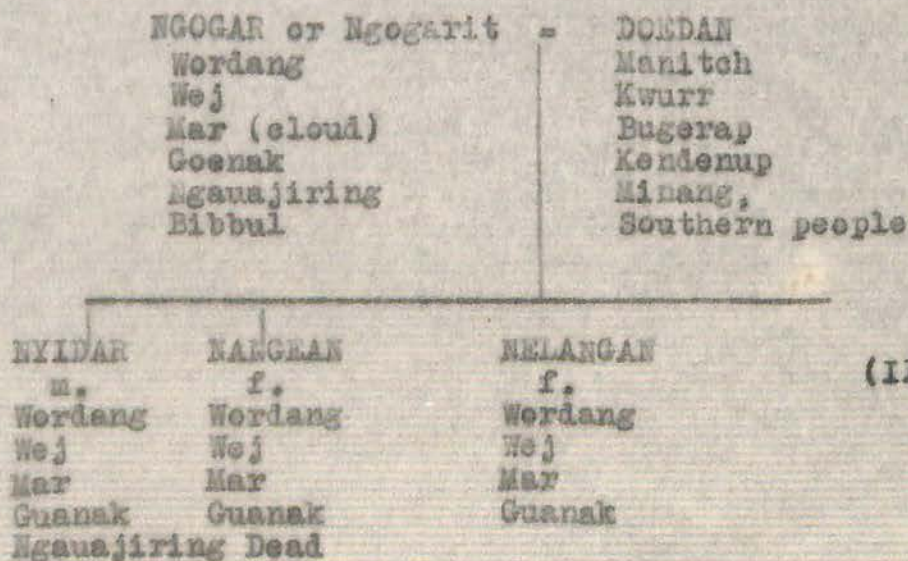 NGOGAR or Ngogarit = DOEDAN
Wordang Manitch
Wej Kwurr
Mar (cloud) Bugerap
Goenak Kendenup
Ngauajiring Minang,
Bibbul Southern people
NYIDAR NANGEAN NELANGAN
m. f. f.
Wordang Wordang Wordang
Wej Wej Wej
Mar Mar Mar
Guanak Guanak Guanak
Ngauajiring Dead